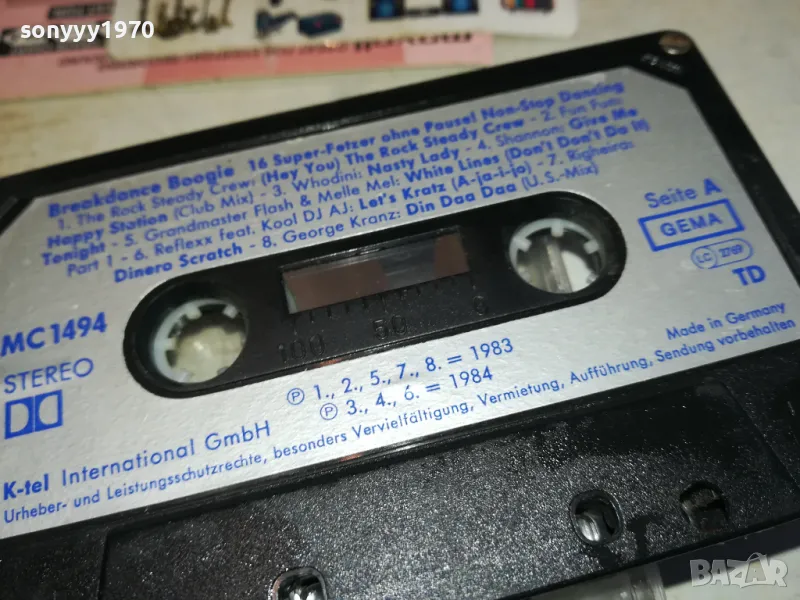 sonyyy1970
Breakdance Boogie 16 Super-Fetzer ohne Pause! Non-Stop Dancing
1. The Rock Steady Crew: (Hey You) The Rock Steady Crew - 2. Fun Fun:
Happy Station (Club Mix) - 3. Whodini: Nasty Lady - 4. Shannon: Give Me
Tonight - 5. Grandmaster Flash & Melle Mel: White Lines (Don't Don't Do It)
Part 1 - 6. Reflexx feat. Kool DJ AJ: Let's Kratz (A-ja-i-ja) - 7. Righeira:
Dinero Scratch - 8. George Kranz: Din Daa Daa (U.S.-Mix)
Seite A
GEMA
LC 2769
TD
MC 1494
STEREO
100 50 0
Ⓟ 1., 2., 5., 7., 8. = 1983
Ⓟ 3., 4., 6. = 1984
Made in Germany
K-tel International GmbH
Urheber- und Leistungsschutzrechte, besonders Vervielfältigung, Vermietung, Aufführung, Sendung vorbehalten
BAZAR